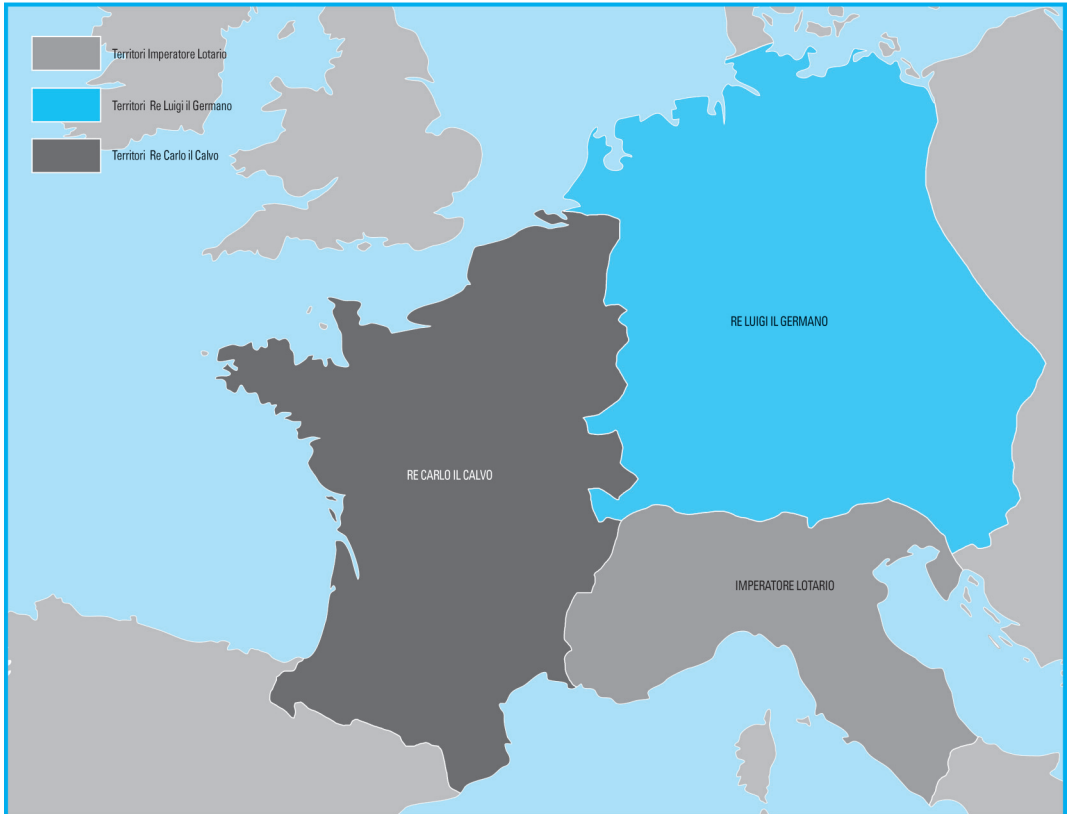 Territori Imperatore Lotario
Territori Re Luigi il Germano
Territori Re Carlo il Calvo
RE LUIGI IL GERMANO
RE CARLO IL CALVO
IMPERATORE LOTARIO